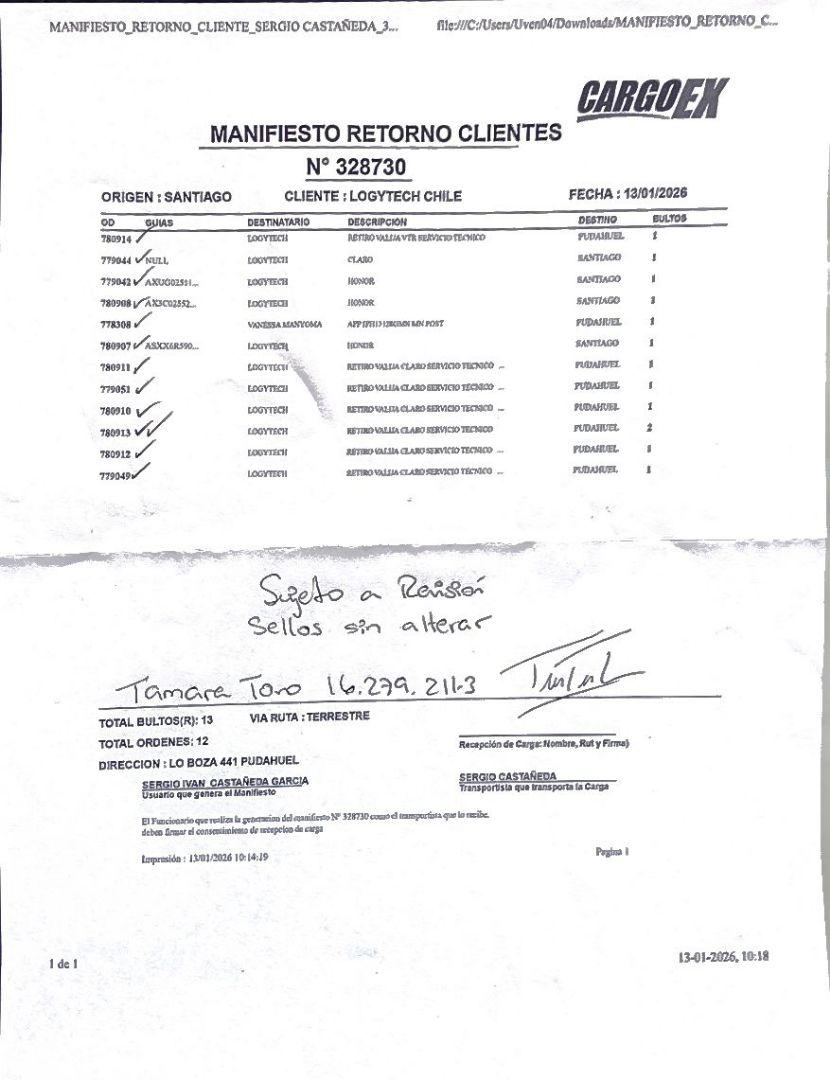 MANIFIESTO_RETORNO_CLIENTE_SERGIO CASTAÑEDA_3... file:///C:/Users/Uven04/Downloads/MANIFIESTO_RETORNO_C...
CARGOEX
MANIFIESTO RETORNO CLIENTES
N° 328730
ORIGEN : SANTIAGO CLIENTE : LOGYTECH CHILE FECHA : 13/01/2026
OD GUIAS DESTINATARIO DESCRIPCION DESTINO BULTOS
780914 LOGYTECH RETIRO VALIJA VTR SERVICIO TECNICO PUDAHUEL 1
779044 NULL LOGYTECH CLARO SANTIAGO 1
779042 AXUG02531... LOGYTECH HONOR SANTIAGO 1
780908 AX3C02552... LOGYTECH HONOR SANTIAGO 1
778308 VANESSA MANYOMA PUDAHUEL 1
780907 ASXX6R590... LOGYTECH HONOR SANTIAGO 1
780911 LOGYTECH RETIRO VALIJA CLARO SERVICIO TECNICO ... PUDAHUEL 1
779051 LOGYTECH RETIRO VALIJA CLARO SERVICIO TECNICO ... PUDAHUEL 1
780910 LOGYTECH RETIRO VALIJA CLARO SERVICIO TECNICO ... PUDAHUEL 1
780913 LOGYTECH RETIRO VALIJA CLARO SERVICIO TECNICO ... PUDAHUEL 2
780912 LOGYTECH RETIRO VALIJA CLARO SERVICIO TECNICO ... PUDAHUEL 1
779049 LOGYTECH RETIRO VALIJA CLARO SERVICIO TECNICO ... PUDAHUEL 1
Sujeto a Revisión
Sellos sin alterar
Tamara Toro 16.279.211-3
TOTAL BULTOS(R): 13 VIA RUTA : TERRESTRE
TOTAL ORDENES: 12 Recepción de Carga: Nombre, Rut y Firma)
DIRECCION : LO BOZA 441 PUDAHUEL
SERGIO IVAN CASTAÑEDA GARCIA SERGIO CASTAÑEDA
Usuario que genera el Manifiesto Transportista que transporta la Carga
El Funcionario que realiza la generacion del manifiesto N° 328730 como el transportista que lo recibe,
deben firmar el consentimiento de recepcion de carga
Impresión : 13/01/2026 10:14:19 Pagina 1
1 de 1 13-01-2026, 10:18